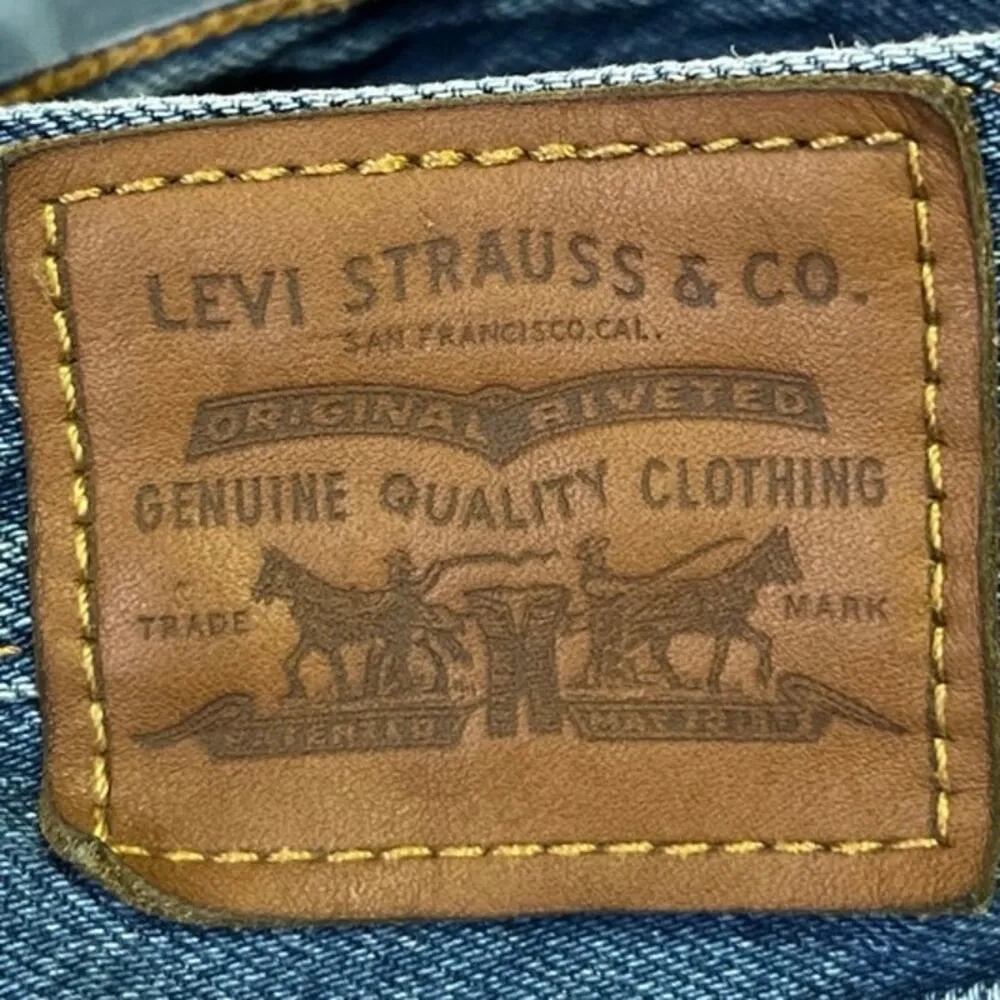 LEVI STRAUSS & CO.
SAN FRANCISCO, CAL.
ORIGINAL RIVETED
GENUINE QUALITY CLOTHING
TRADE MARK